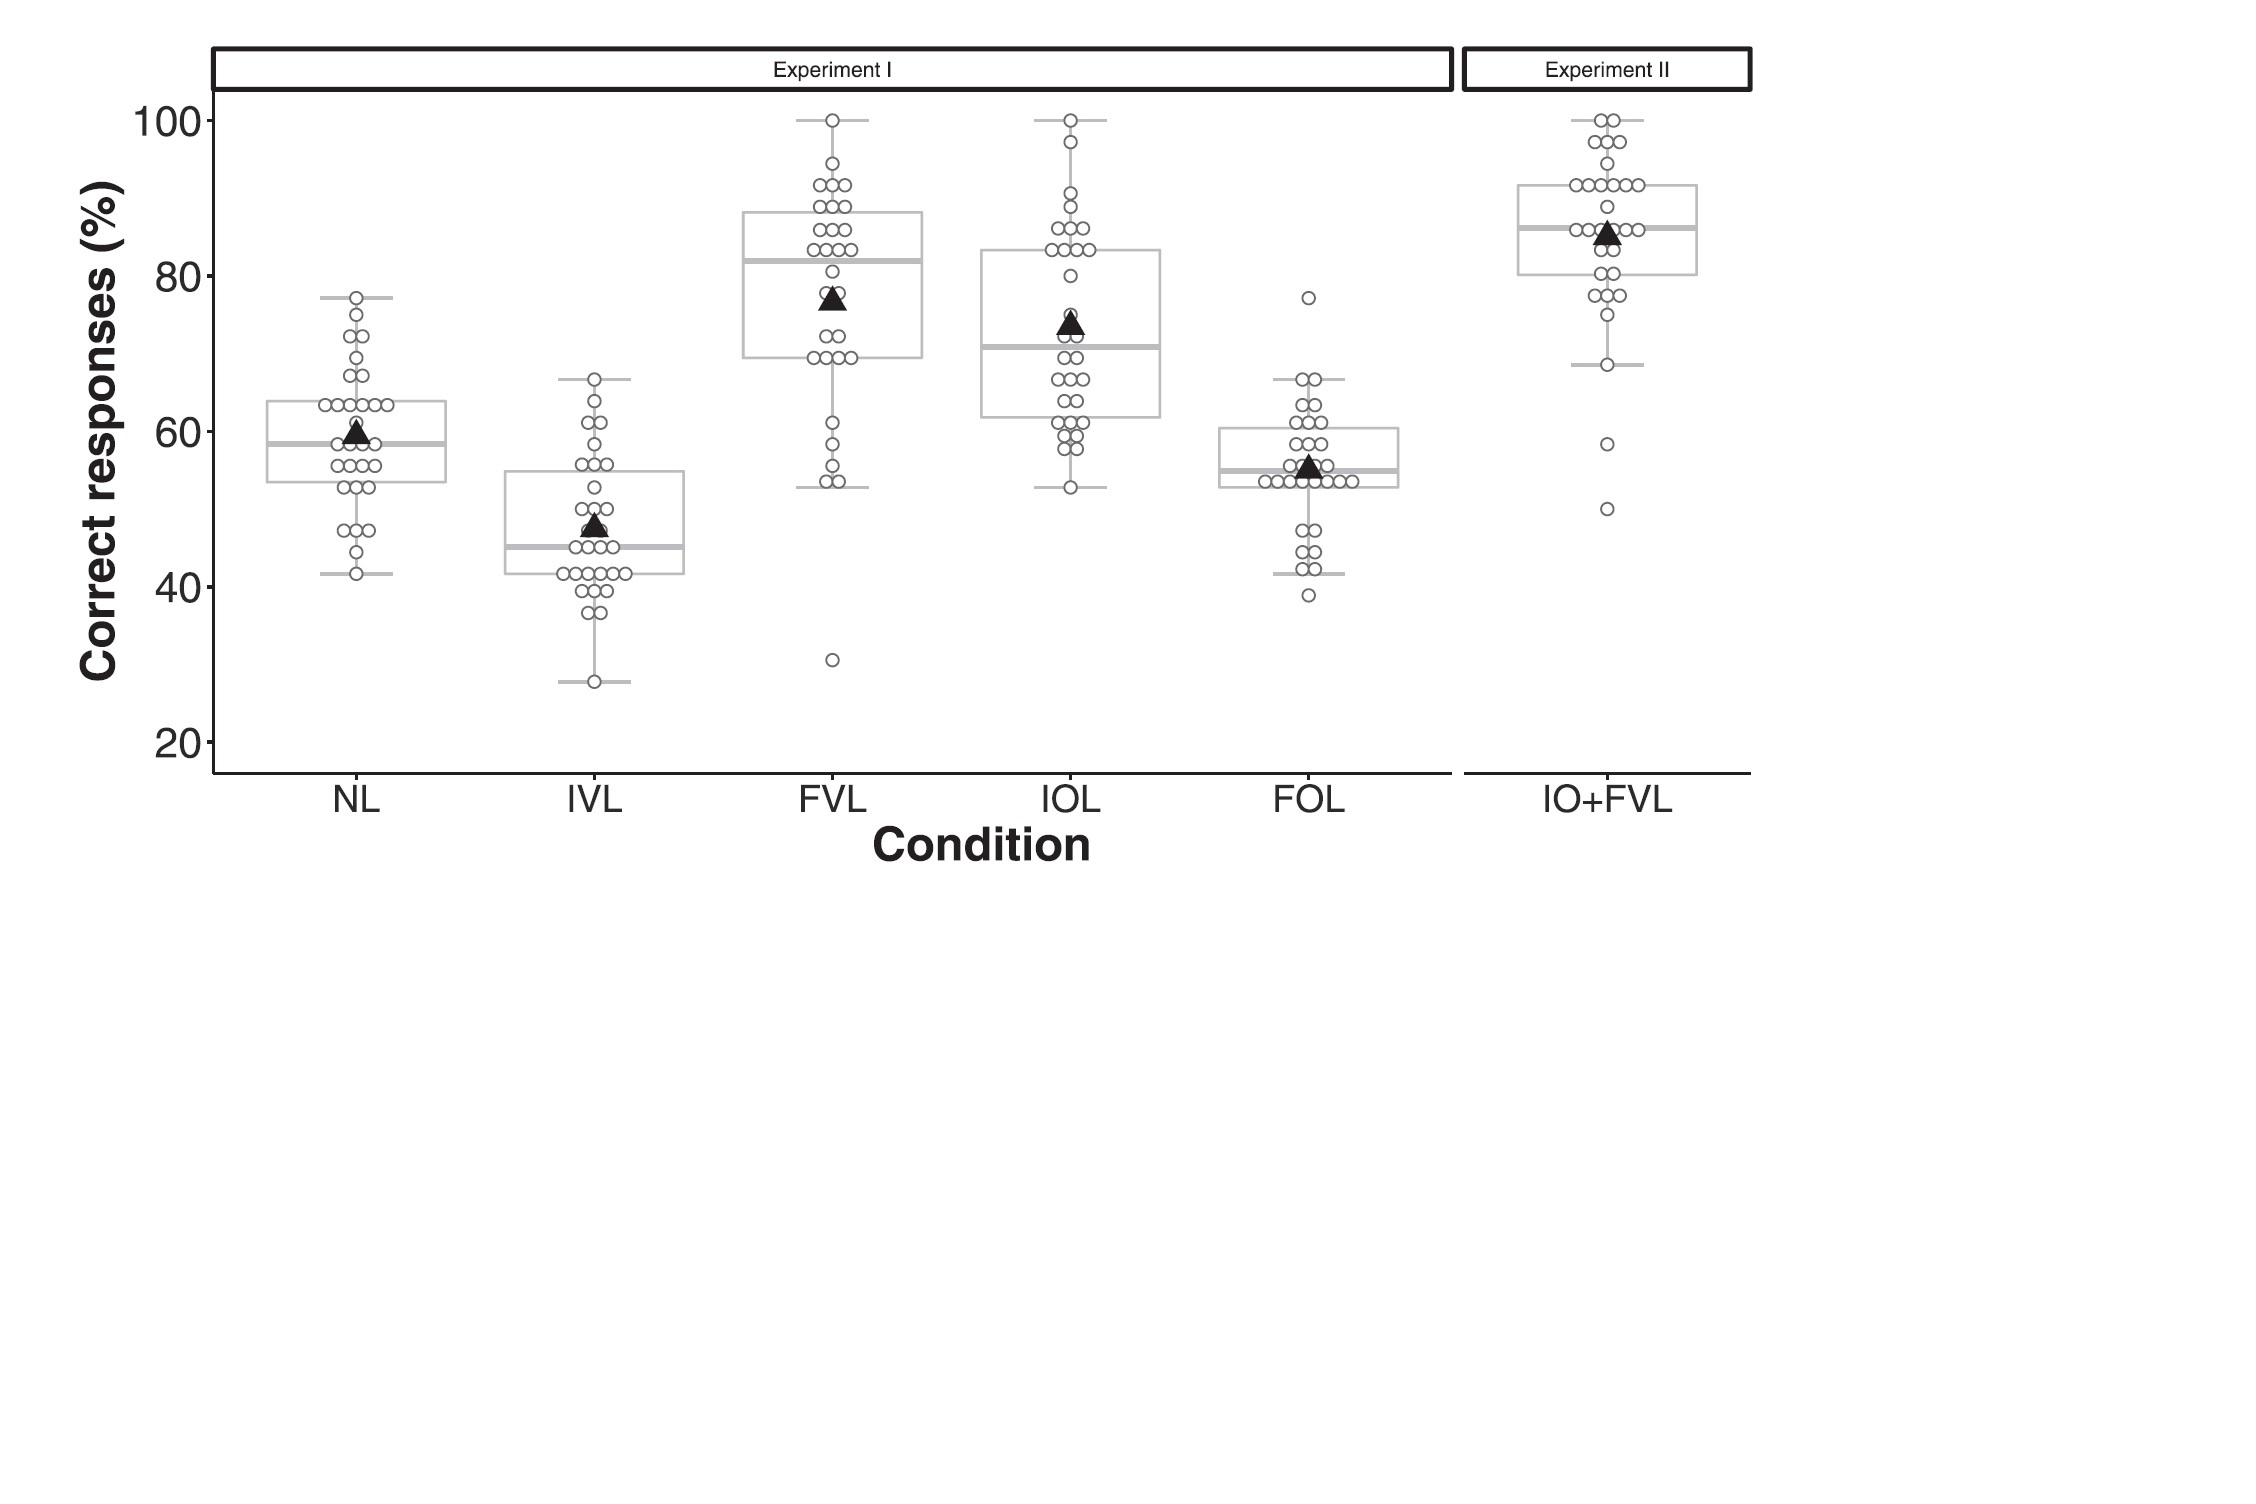 Experiment I
Experiment II
Correct responses (%)
100
80
60
40
20
NL
IVL
FVL
IOL
FOL
IO+FVL
Condition